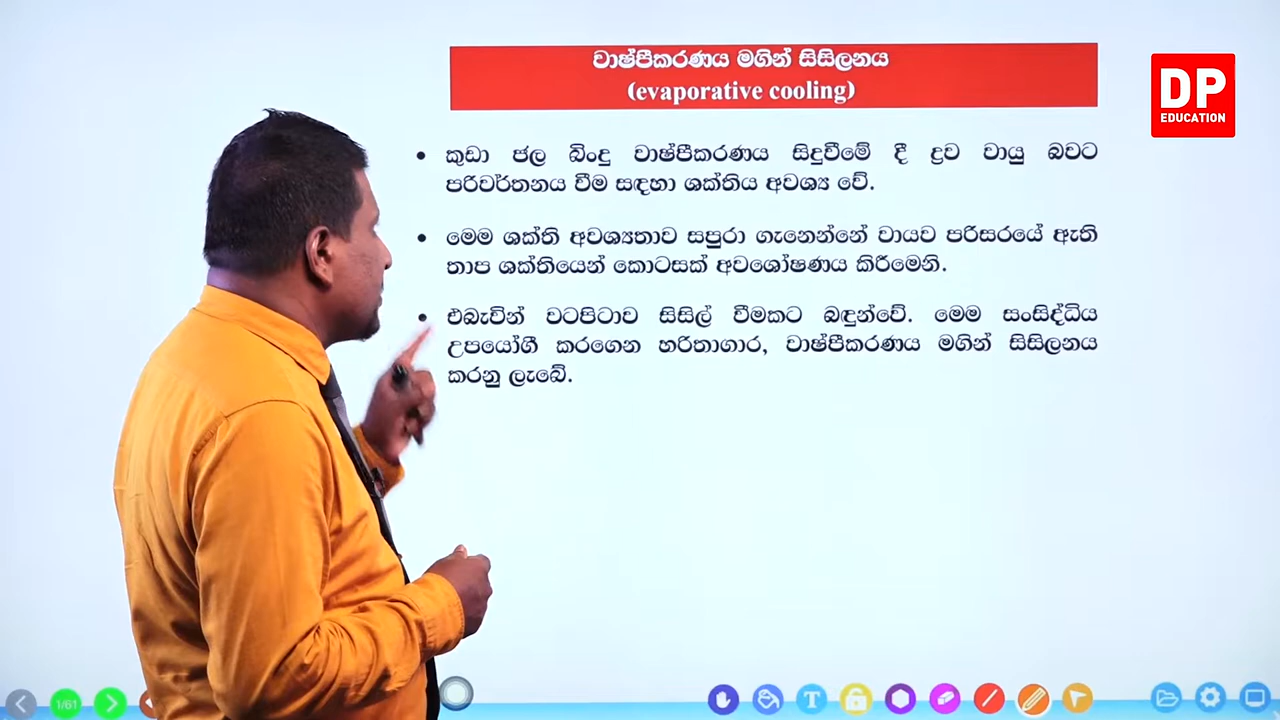 වාෂ්පීකරණය මගින් සිසිලනය
(evaporative cooling)
DP
EDUCATION
• කුඩා ජල බිංදු වාෂ්පීකරණය සිදුවීමේ දී ද්‍රව වායු බවට
පරිවර්තනය වීම සඳහා ශක්තිය අවශ්‍ය වේ.
• මෙම ශක්ති අවශ්‍යතාව සපුරා ගැනෙන්නේ වායව පරිසරයේ ඇති
තාප ශක්තියෙන් කොටසක් අවශෝෂණය කිරීමෙනි.
• එබැවින් වටපිටාව සිසිල් වීමකට බඳුන්වේ. මෙම සංසිද්ධිය
උපයෝගී කරගෙන හරිතාගාර, වාෂ්පීකරණය මගින් සිසිලනය
කරනු ලැබේ.
1/61
T